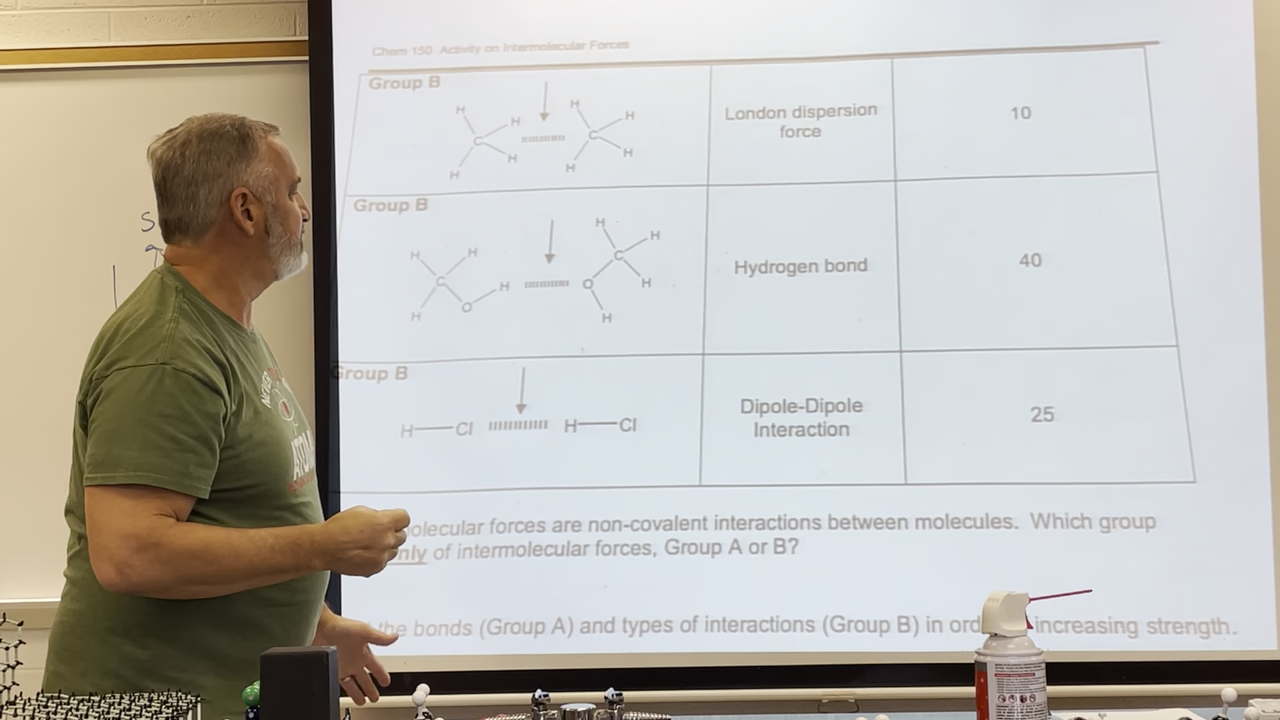 Chem 150 Activity on Intermolecular Forces
Group B
H H H H
C C
H H H H
London dispersion
force
10
Group B
H H H H
C C
H O H O H
H
Hydrogen bond
40
Group B
H Cl H Cl
Dipole-Dipole
Interaction
25
olecular forces are non-covalent interactions between molecules. Which group
nly of intermolecular forces, Group A or B?
the bonds (Group A) and types of interactions (Group B) in ord increasing strength.
S
NEVER
ATOM